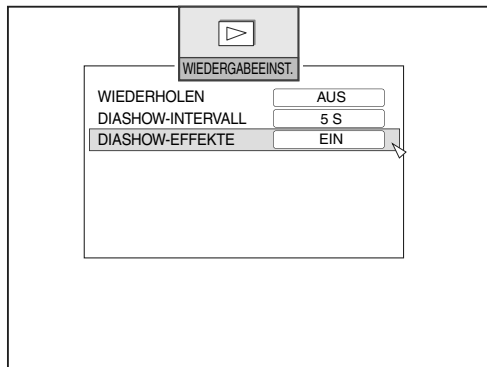 WIEDERGABEEINST.
WIEDERHOLEN AUS
DIASHOW-INTERVALL 5 S
DIASHOW-EFFEKTE EIN